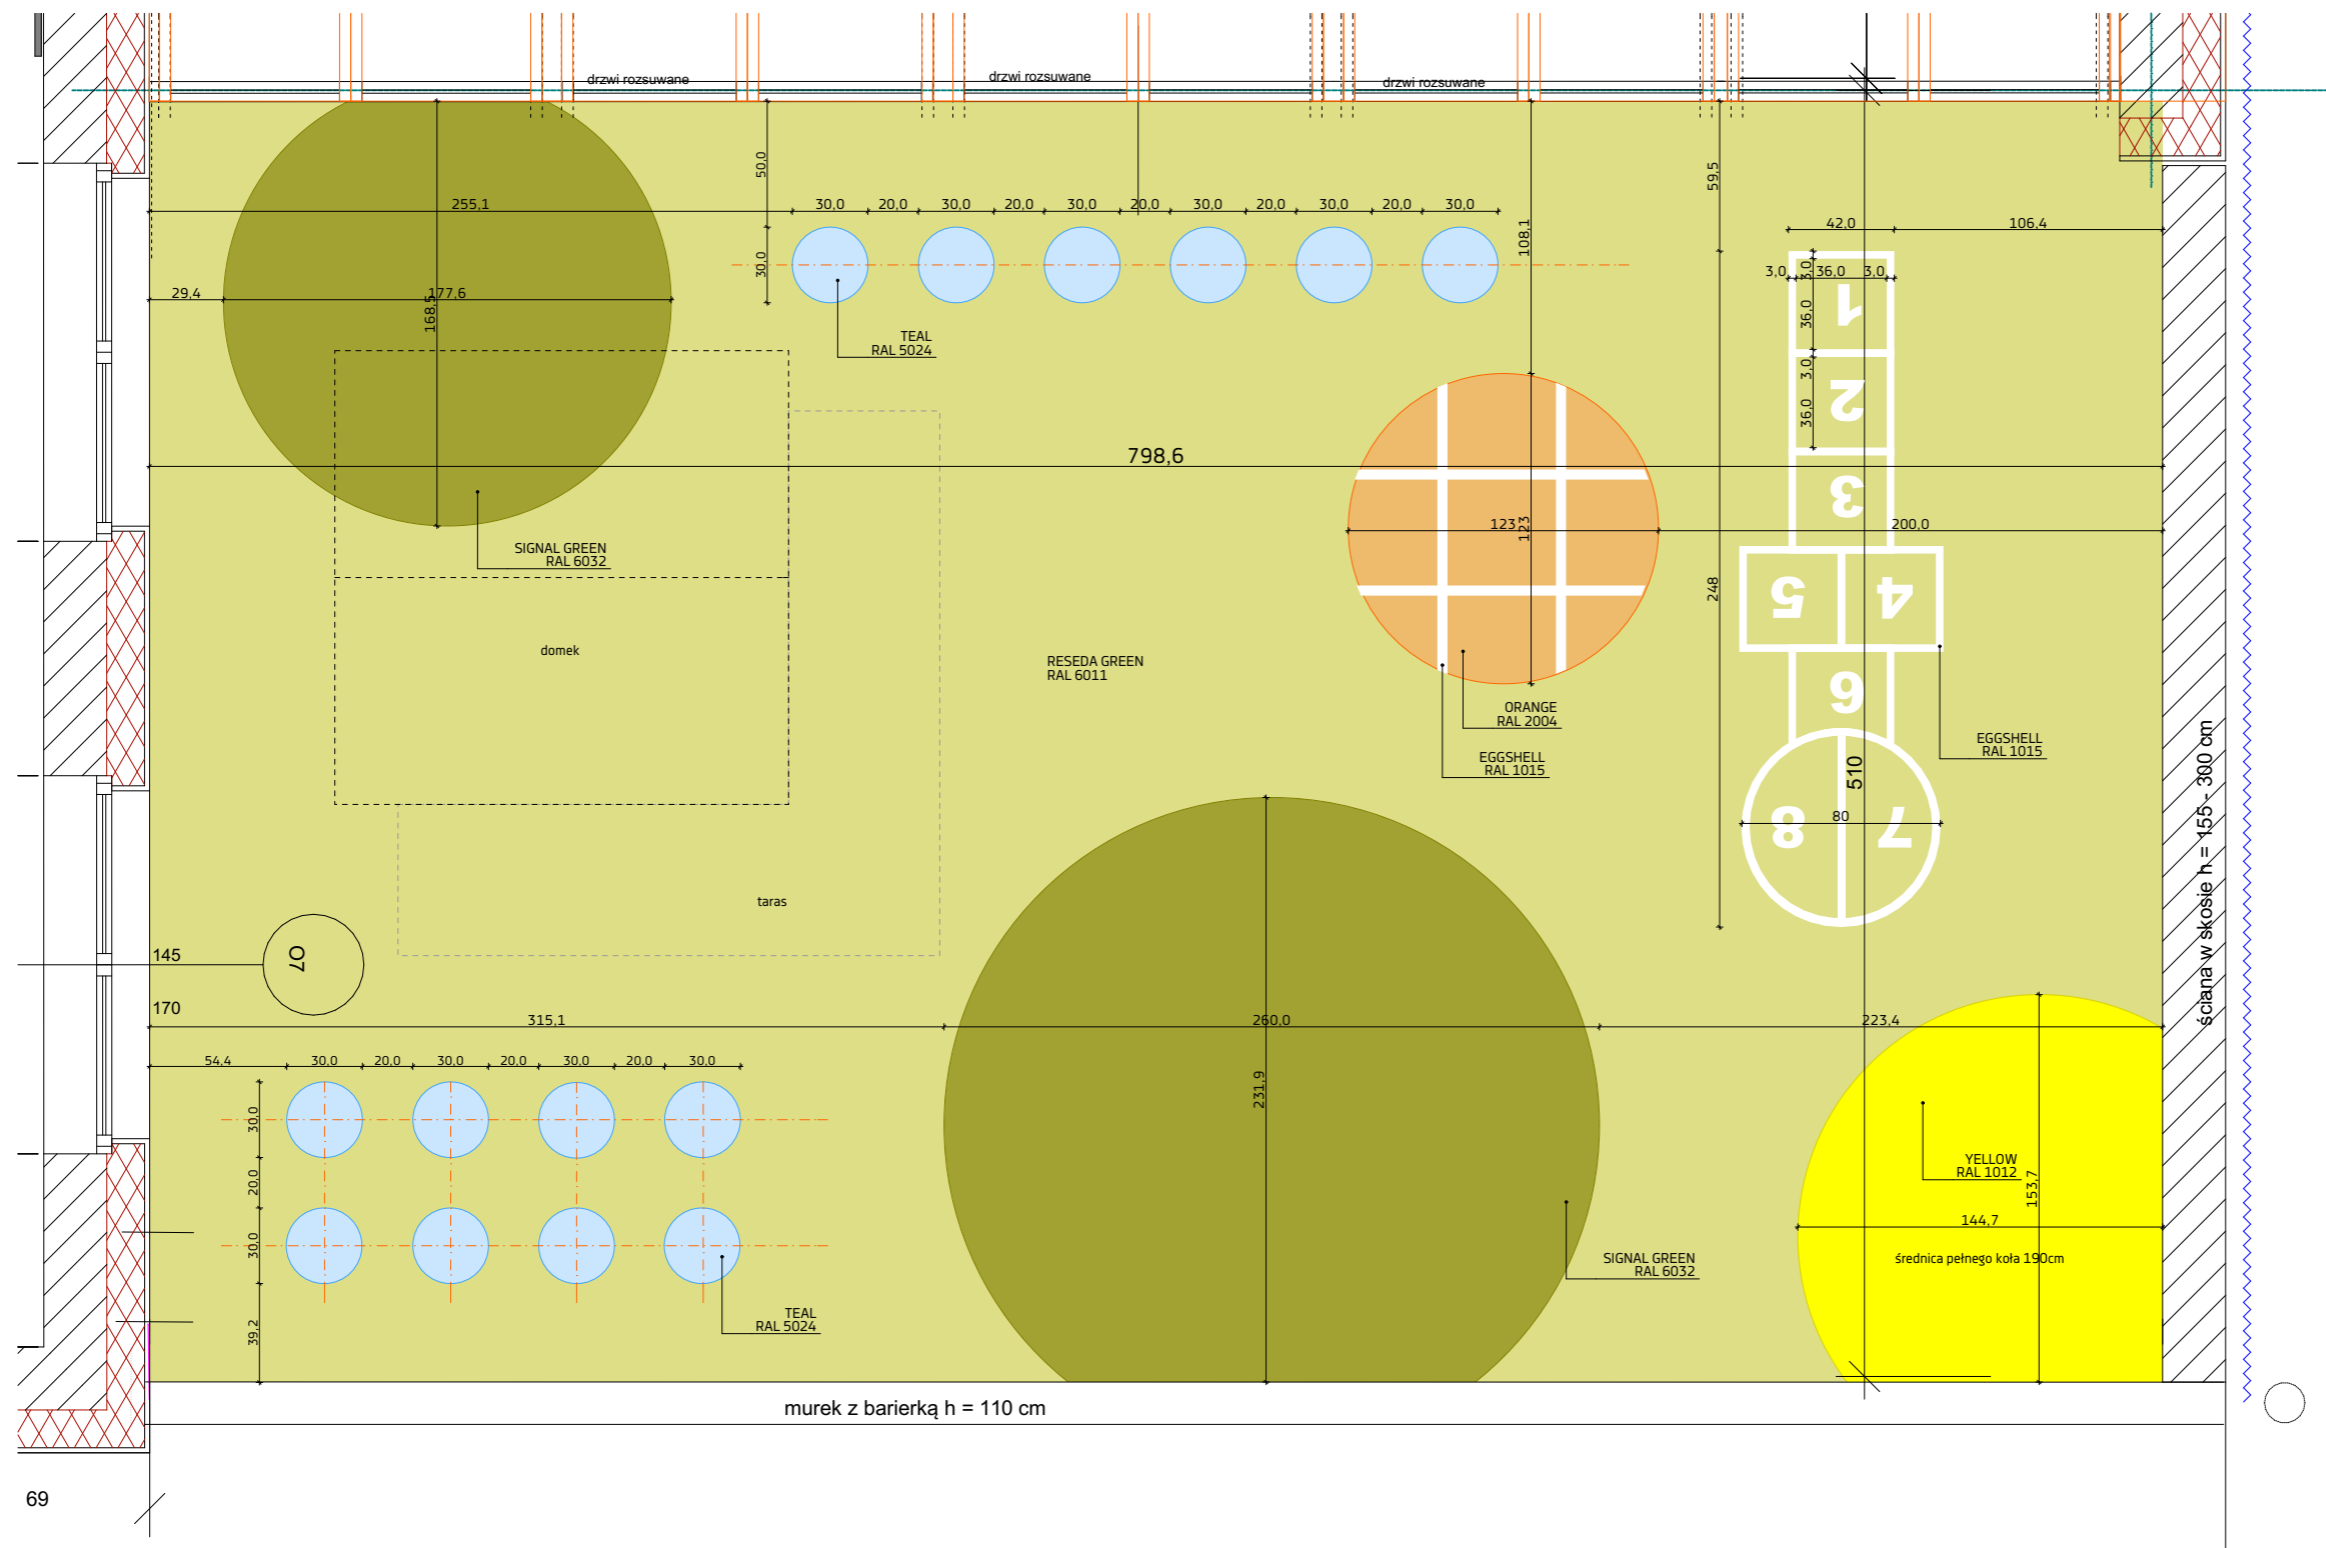 drzwi rozsuwane
drzwi rozsuwane
drzwi rozsuwane
50,0
59,5
255,1
30,0 20,0 30,0 20,0 30,0 20,0 30,0 20,0 30,0 20,0 30,0
108,1
42,0
106,4
30,0
3,0
36,0
3,0
3,0
29,4
177,6
168,5
1
36,0
TEAL
RAL 5024
3,0
2
36,0
798,6
3
123
123
200,0
SIGNAL GREEN
RAL 6032
248
5
4
domek
RESEDA GREEN
RAL 6011
6
ORANGE
RAL 2004
EGGSHELL
RAL 1015
EGGSHELL
RAL 1015
510
80
8
7
ściana w skosie h = 155 - 300 cm
taras
145
O7
170
315,1
260,0
223,4
54,4
30,0 20,0 30,0 20,0 30,0 20,0 30,0
30,0
231,9
20,0
YELLOW
RAL 1012
153,7
144,7
30,0
średnica pełnego koła 190cm
SIGNAL GREEN
RAL 6032
TEAL
RAL 5024
39,2
murek z barierką h = 110 cm
69